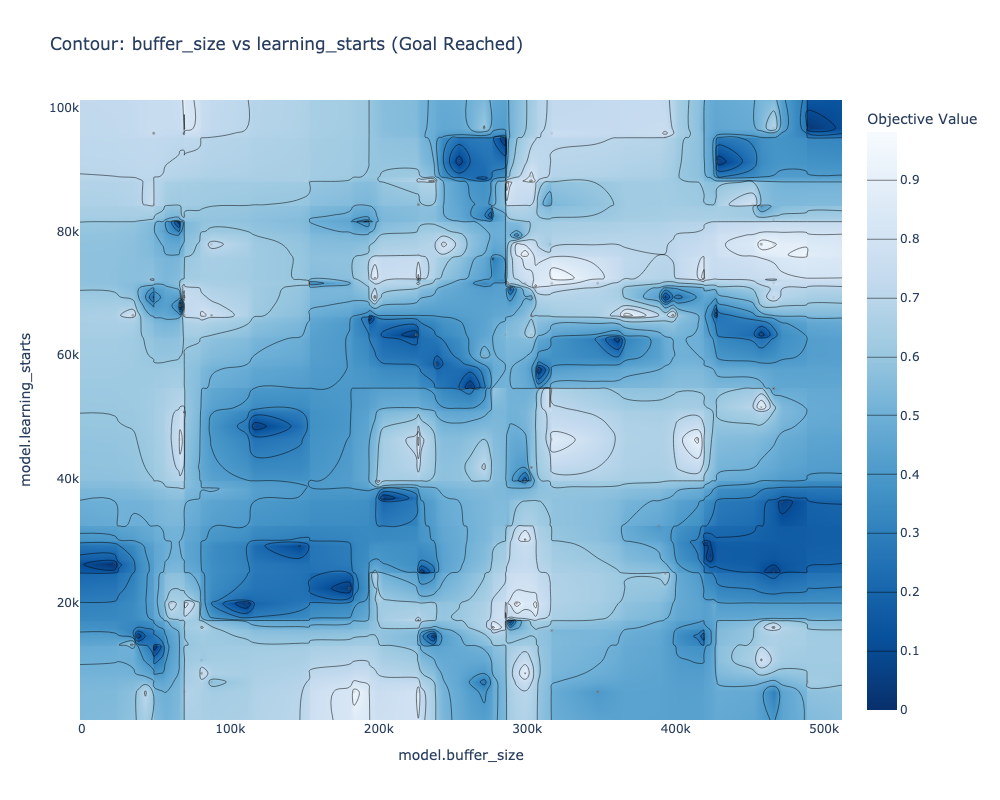 Contour: buffer_size vs learning_starts (Goal Reached)
Objective Value
0.9
0.8
0.7
0.6
0.5
0.4
0.3
0.2
0.1
0
100k
80k
60k
40k
20k
model.learning_starts
0
100k
200k
300k
400k
500k
model.buffer_size